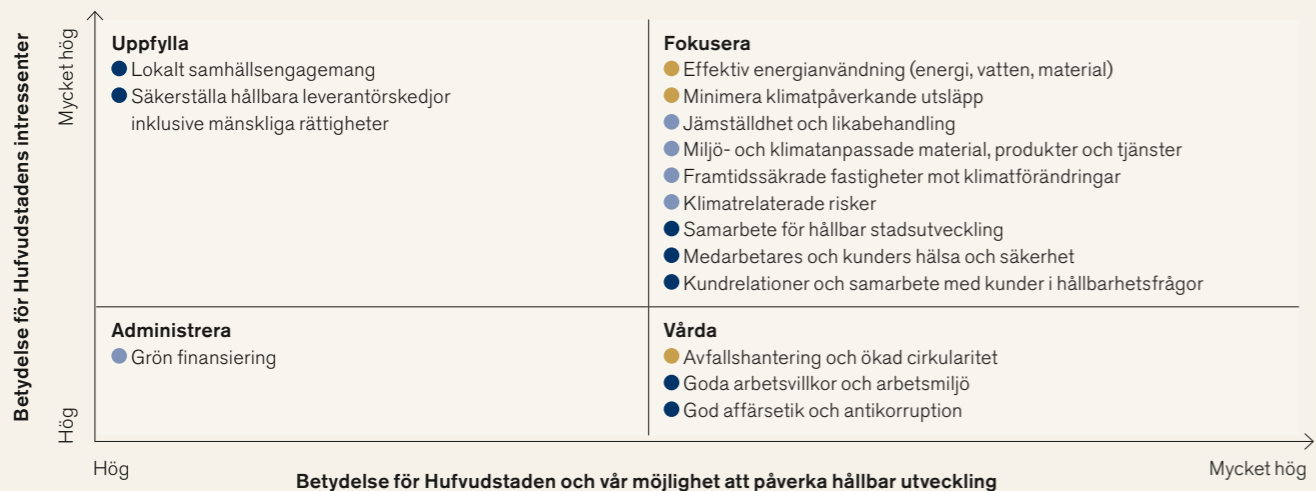 Betydelse för Hufvudstadens intressenter
Mycket hög
Hög
Uppfylla
Lokalt samhällsengagemang
Säkerställa hållbara leverantörskedjor
inklusive mänskliga rättigheter
Fokusera
Effektiv energianvändning (energi, vatten, material)
Minimera klimatpåverkande utsläpp
Jämställdhet och likabehandling
Miljö- och klimatanpassade material, produkter och tjänster
Framtidssäkrade fastigheter mot klimatförändringar
Klimatrelaterade risker
Samarbete för hållbar stadsutveckling
Medarbetares och kunders hälsa och säkerhet
Kundrelationer och samarbete med kunder i hållbarhetsfrågor
Administrera
Grön finansiering
Vårda
Avfallshantering och ökad cirkularitet
Goda arbetsvillkor och arbetsmiljö
God affärsetik och antikorruption
Hög
Betydelse för Hufvudstaden och vår möjlighet att påverka hållbar utveckling
Mycket hög